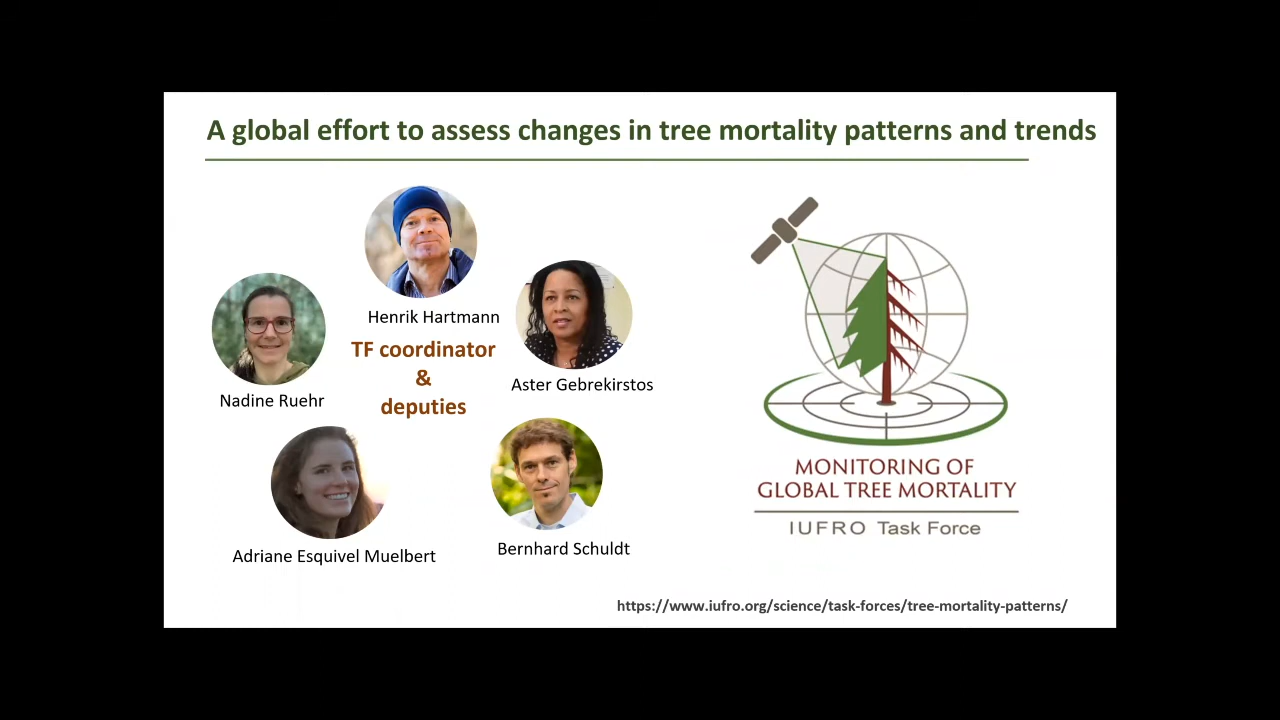 A global effort to assess changes in tree mortality patterns and trends
Henrik Hartmann
TF coordinator
&
deputies
Nadine Ruehr
Aster Gebrekirstos
Adriane Esquivel Muelbert
Bernhard Schuldt
MONITORING OF
GLOBAL TREE MORTALITY
IUFRO Task Force
https://www.iufro.org/science/task-forces/tree-mortality-patterns/